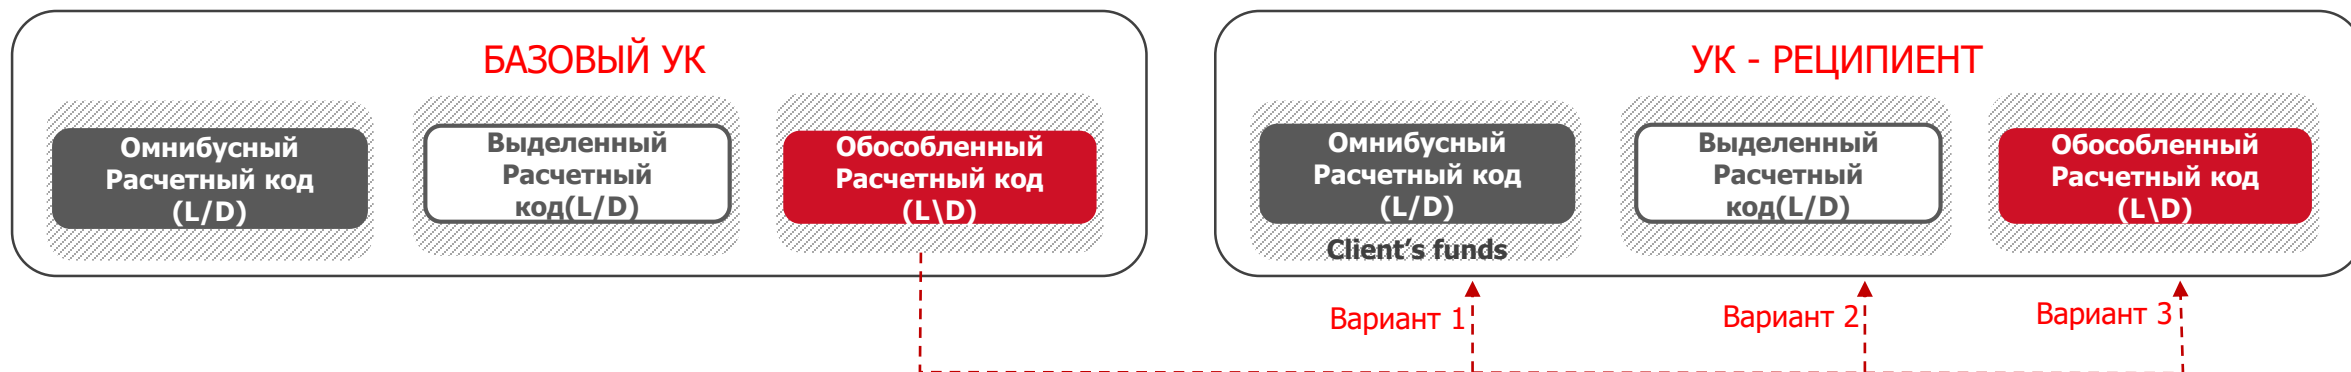 БАЗОВЫЙ УК
Омнибусный
Расчетный код
(L/D)
Выделенный
Расчетный
код(L/D)
Обособленный
Расчетный код
(L\D)
УК - РЕЦИПИЕНТ
Омнибусный
Расчетный код
(L/D)
Client's funds
Выделенный
Расчетный
код(L/D)
Обособленный
Расчетный код
(L\D)
Вариант 1
Вариант 2
Вариант 3